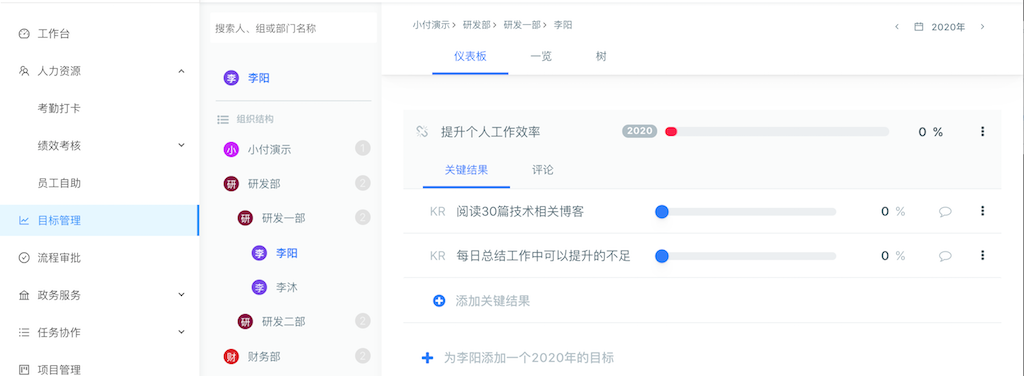 工作台
人力资源
考勤打卡
绩效考核
员工自助
目标管理
流程审批
政务服务
任务协作
项目管理
搜索人、组或部门名称
李 李阳
组织结构
小 小付演示 1
研 研发部 2
研 研发一部 2
李 李阳
李 李沐
研 研发二部 2
财 财务部 2
小付演示 › 研发部 › 研发一部 › 李阳
‹ 2020年 ›
仪表板 一览 树
提升个人工作效率 2020 0 %
关键结果 评论
KR 阅读30篇技术相关博客 0 %
KR 每日总结工作中可以提升的不足 0 %
添加关键结果
为李阳添加一个2020年的目标